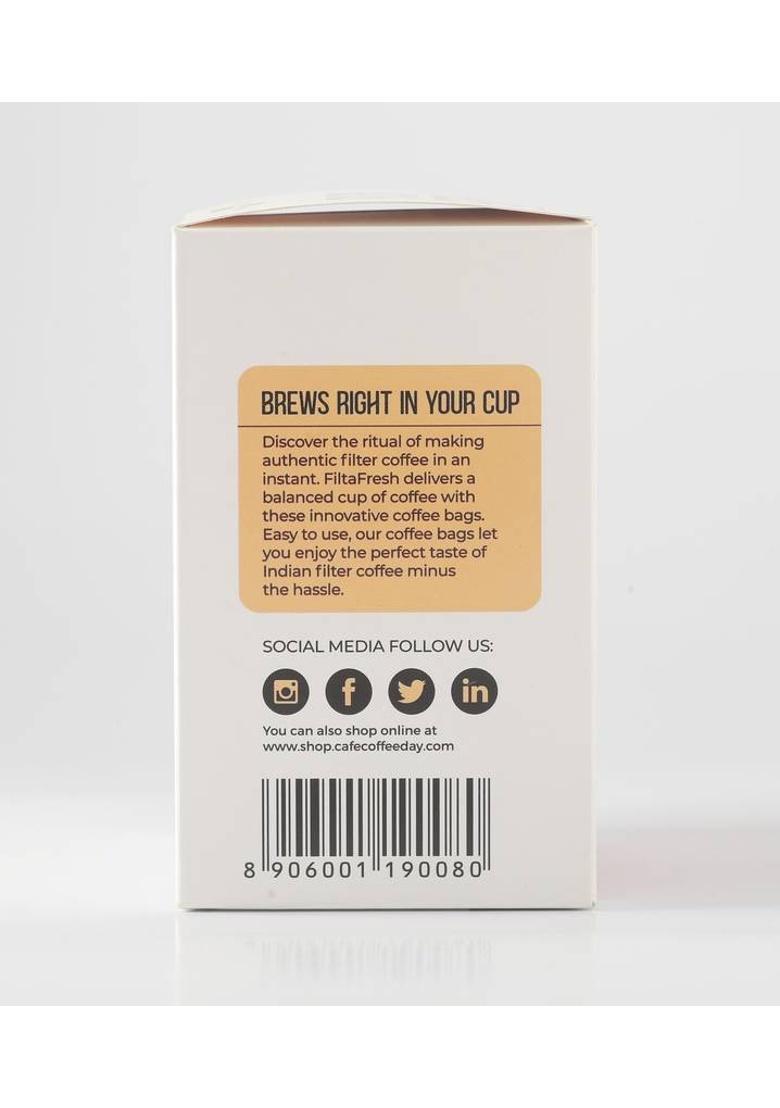 BREWS RIGHT IN YOUR CUP
Discover the ritual of making
authentic filter coffee in an
instant. FiltaFresh delivers a
balanced cup of coffee with
these innovative coffee bags.
Easy to use, our coffee bags let
you enjoy the perfect taste of
Indian filter coffee minus
the hassle.
SOCIAL MEDIA FOLLOW US:
f in
You can also shop online at
www.shop.cafecoffeeday.com
8 906001 190080